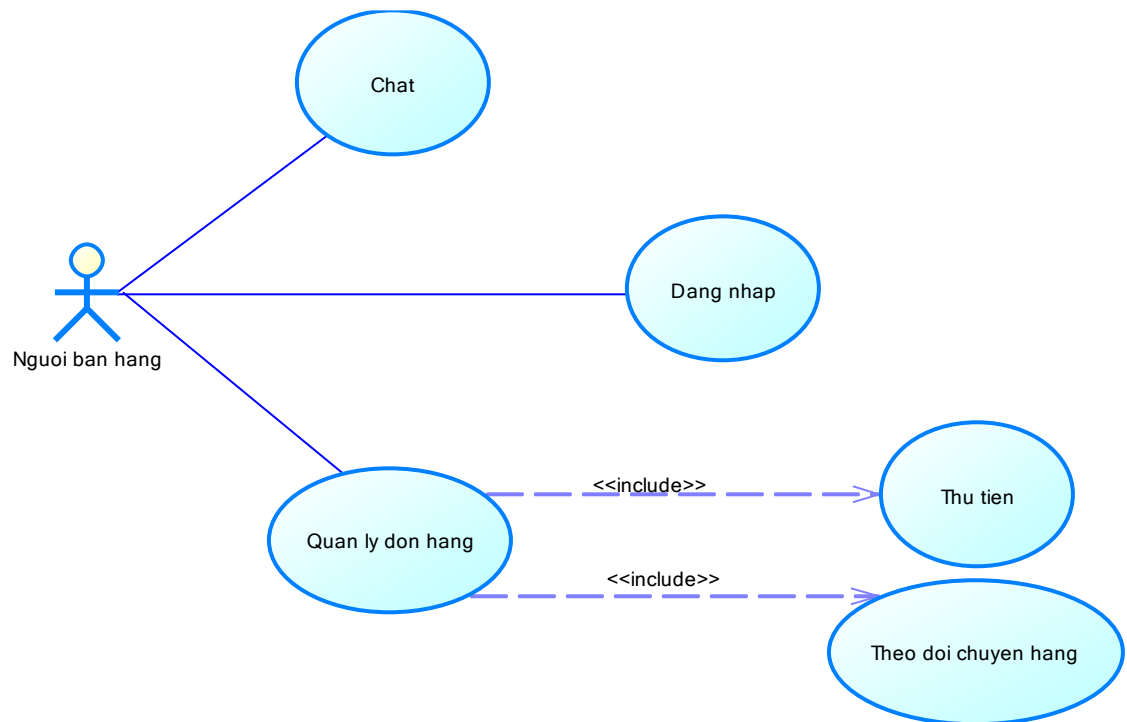 Chat
Dang nhap
Nguoi ban hang
<<include>>
Thu tien
Quan ly don hang
<<include>>
Theo doi chuyen hang